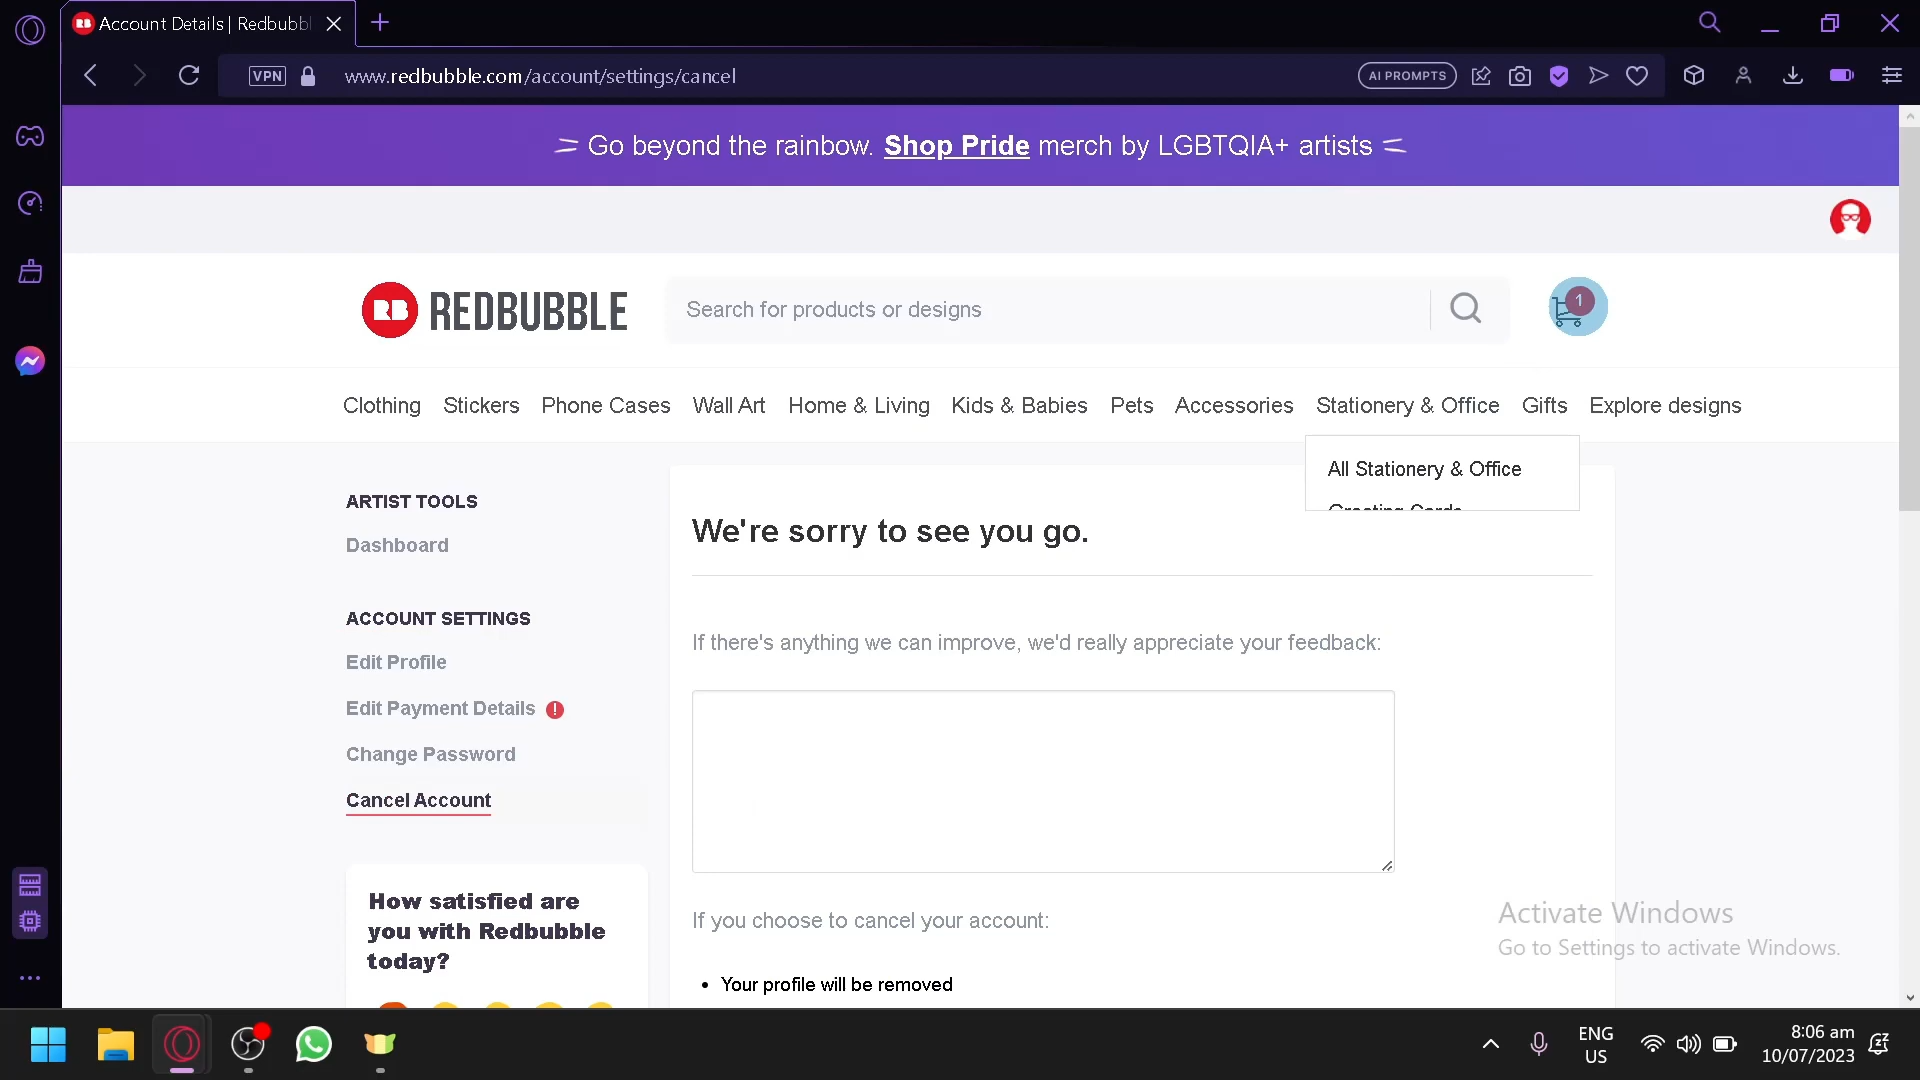 Account Details | Redbubbl
VPN
www.redbubble.com/account/settings/cancel
AI PROMPTS
Go beyond the rainbow. Shop Pride merch by LGBTQIA+ artists
RB REDBUBBLE
Search for products or designs
1
Clothing Stickers Phone Cases Wall Art Home & Living Kids & Babies Pets Accessories Stationery & Office Gifts Explore designs
All Stationery & Office
Greeting Cards
ARTIST TOOLS
Dashboard
ACCOUNT SETTINGS
Edit Profile
Edit Payment Details !
Change Password
Cancel Account
How satisfied are
you with Redbubble
today?
We're sorry to see you go.
If there's anything we can improve, we'd really appreciate your feedback:
If you choose to cancel your account:
• Your profile will be removed
Activate Windows
Go to Settings to activate Windows.
ENG
US
8:06 am
10/07/2023